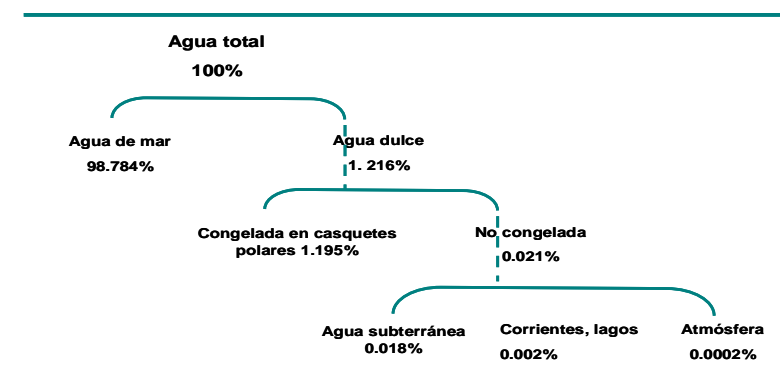 Agua total
100%
Agua de mar
98.784%
Agua dulce
1. 216%
Congelada en casquetes
polares 1.195%
No congelada
0.021%
Agua subterránea
0.018%
Corrientes, lagos
0.002%
Atmósfera
0.0002%